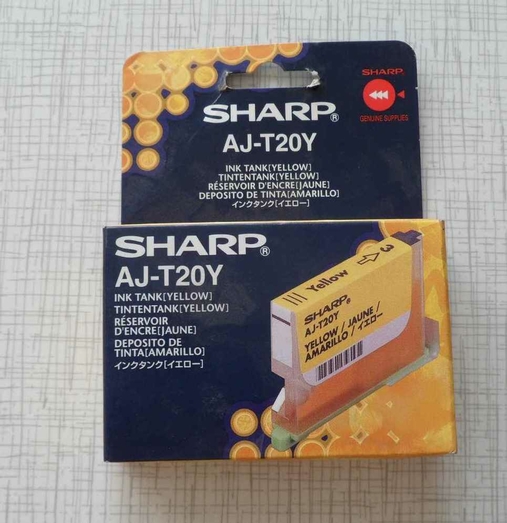 SHARP®
AJ-T20Y
INK TANK[YELLOW]
TINTENTANK[YELLOW]
RÉSERVOIR D'ENCRE[JAUNE]
DEPOSITO DE TINTA[AMARILLO]
インクタンク[イエロー]
SHARP
GENUINE SUPPLIES
SHARP®
AJ-T20Y
INK TANK[YELLOW]
TINTENTANK[YELLOW]
RÉSERVOIR
D'ENCRE[JAUNE]
DEPOSITO DE
TINTA[AMARILLO]
インクタンク[イエロー]
Yellow
3
SHARP®
AJ-T20Y
YELLOW / JAUNE /
AMARILLO / イエロー